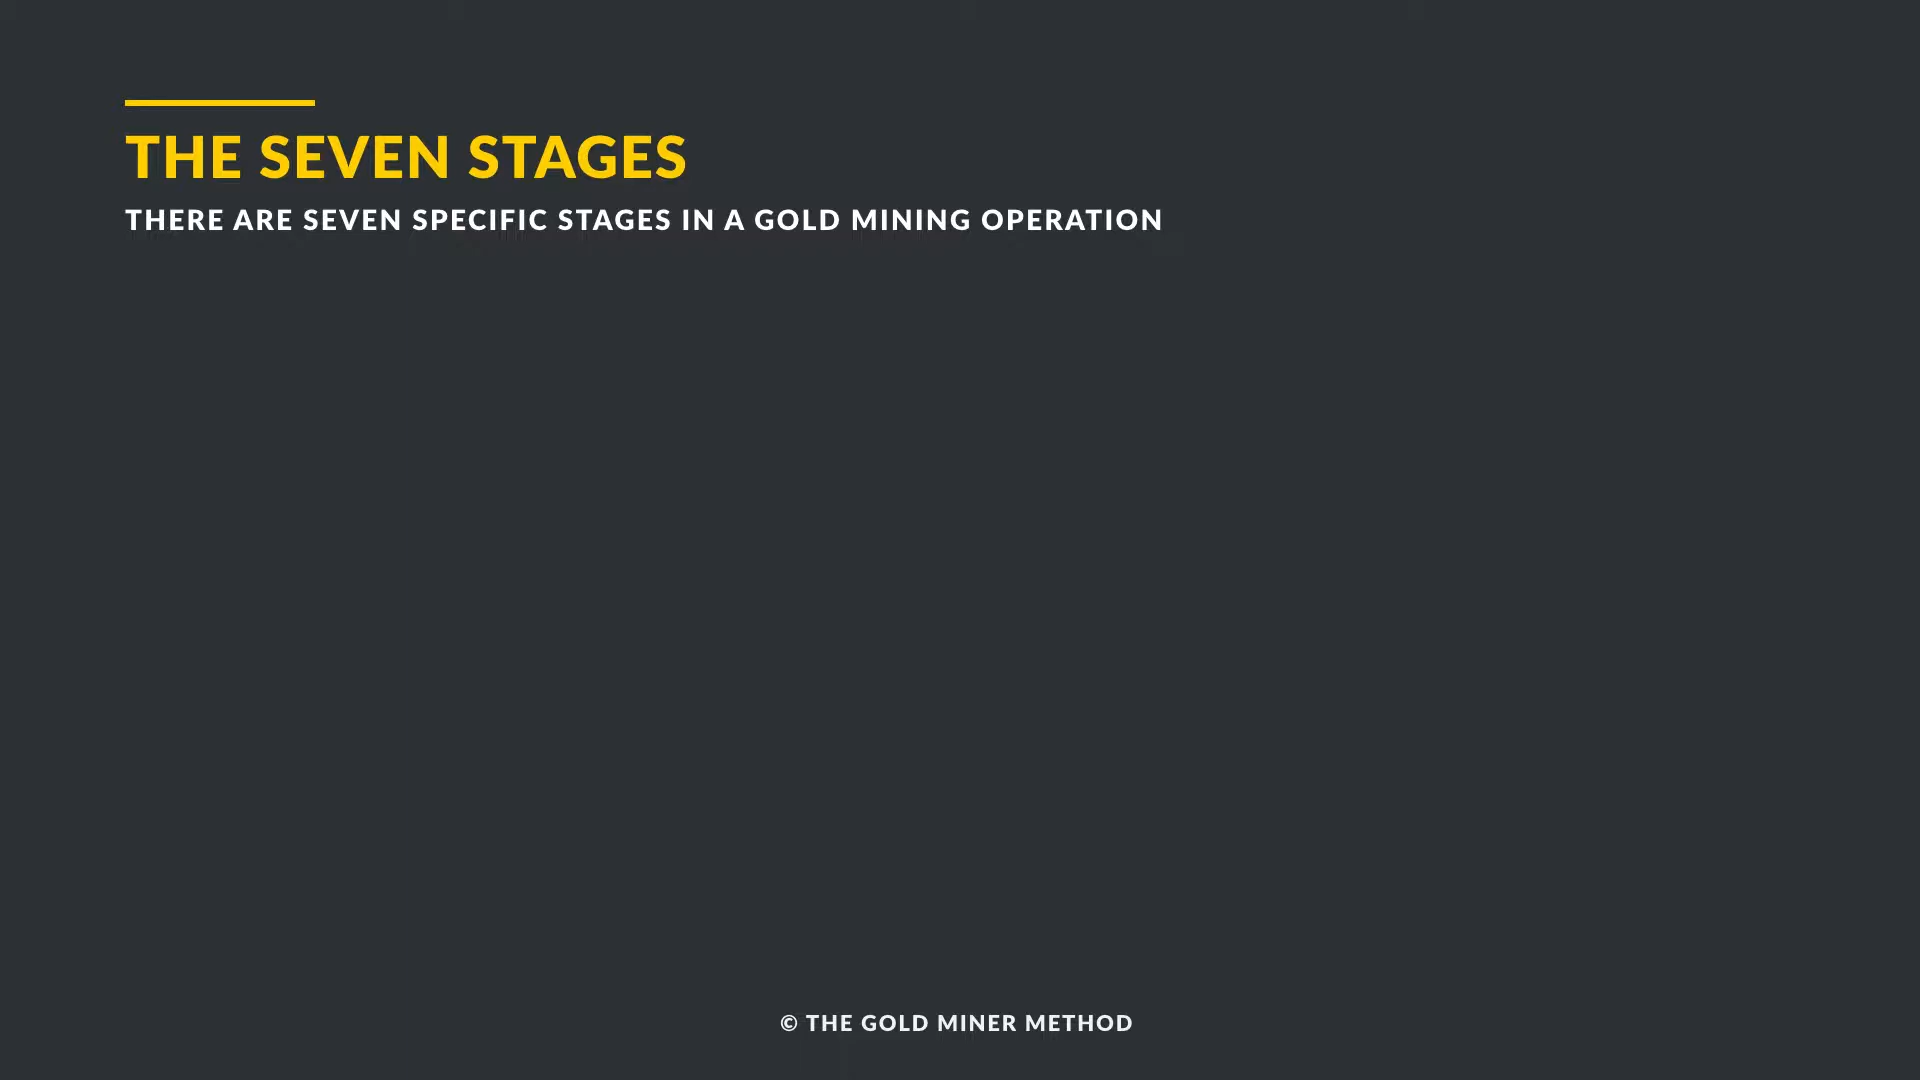 THE SEVEN STAGES
THERE ARE SEVEN SPECIFIC STAGES IN A GOLD MINING OPERATION
© THE GOLD MINER METHOD